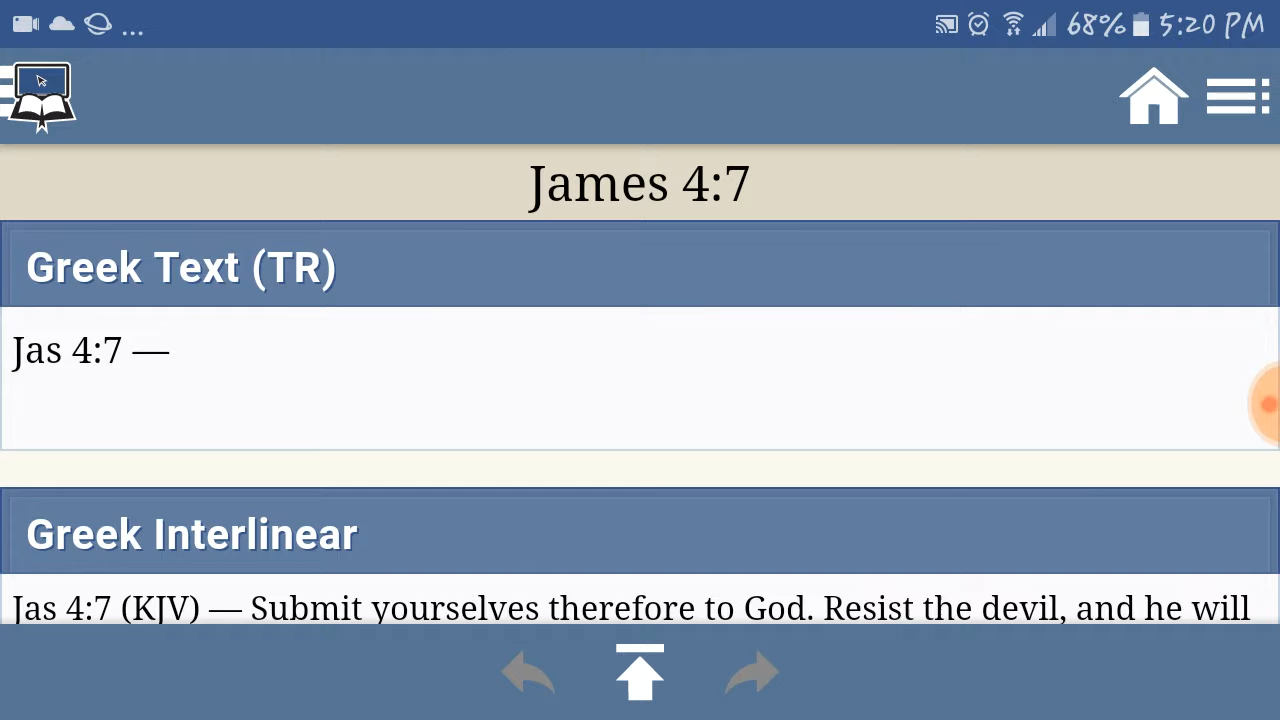 ... 68% 5:20 PM
James 4:7
Greek Text (TR)
Jas 4:7 —
Greek Interlinear
Jas 4:7 (KJV) — Submit yourselves therefore to God. Resist the devil, and he will